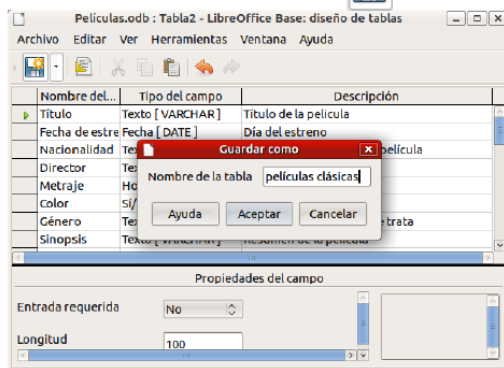 Películas.odb : Tabla2 - LibreOffice Base: diseño de tablas
Archivo Editar Ver Herramientas Ventana Ayuda
Nombre del... Tipo del campo Descripción
Título Texto [ VARCHAR ] Título de la pelicula
Fecha de estre Fecha [ DATE ] Día del estreno
Nacionalidad película
Guardar como
Director
Nombre de la tabla películas clásicas
Metraje
Color Sí/
Ayuda Aceptar Cancelar
Género trata
Sinopsis Texto [ VARCHAR ] Resumen de la película
Propiedades del campo
Entrada requerida No
Longitud 100